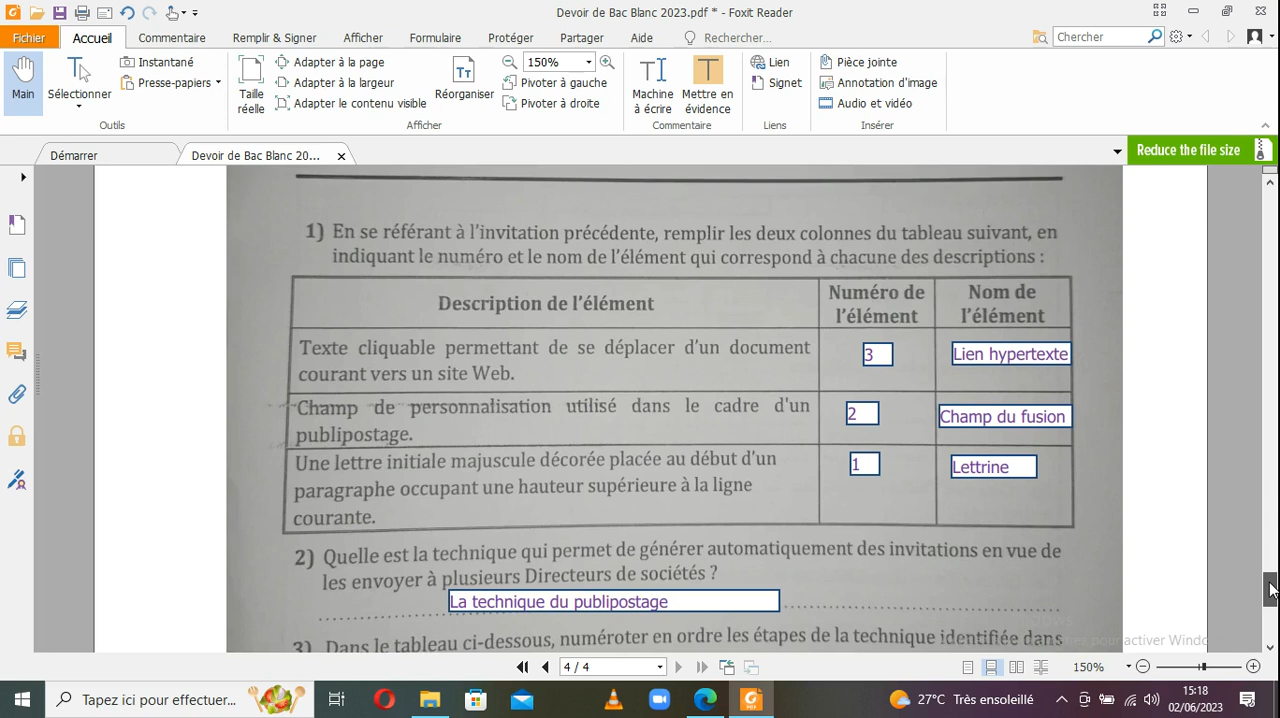 Devoir de Bac Blanc 2023.pdf * - Foxit Reader
Fichier Accueil Commentaire Remplir & Signer Afficher Formulaire Protéger Partager Aide Rechercher... Chercher
Main
Sélectionner
Instantané
Presse-papiers
Outils
Taille réelle
Adapter à la page
Adapter à la largeur
Adapter le contenu visible
Réorganiser
150%
Pivoter à gauche
Pivoter à droite
Afficher
Machine à écrire
Mettre en évidence
Commentaire
Lien
Signet
Liens
Pièce jointe
Annotation d'image
Audio et vidéo
Insérer
Démarrer
Devoir de Bac Blanc 20...
Reduce the file size
1) En se référant à l'invitation précédente, remplir les deux colonnes du tableau suivant, en
indiquant le numéro et le nom de l'élément qui correspond à chacune des descriptions :
Description de l'élément
Numéro de
l'élément
Nom de
l'élément
Texte cliquable permettant de se déplacer d'un document
courant vers un site Web.
3
Lien hypertexte
Champ de personnalisation utilisé dans le cadre d'un
publipostage.
2
Champ du fusion
Une lettre initiale majuscule décorée placée au début d'un
paragraphe occupant une hauteur supérieure à la ligne
courante.
1
Lettrine
2) Quelle est la technique qui permet de générer automatiquement des invitations en vue de
les envoyer à plusieurs Directeurs de sociétés ?
La technique du publipostage
3) Dans le tableau ci-dessous, numéroter en ordre les étapes de la technique identifiée dans
pour activer Windo
4 / 4
150%
Tapez ici pour effectuer...
27°C Très ensoleillé
15:18
02/06/2023